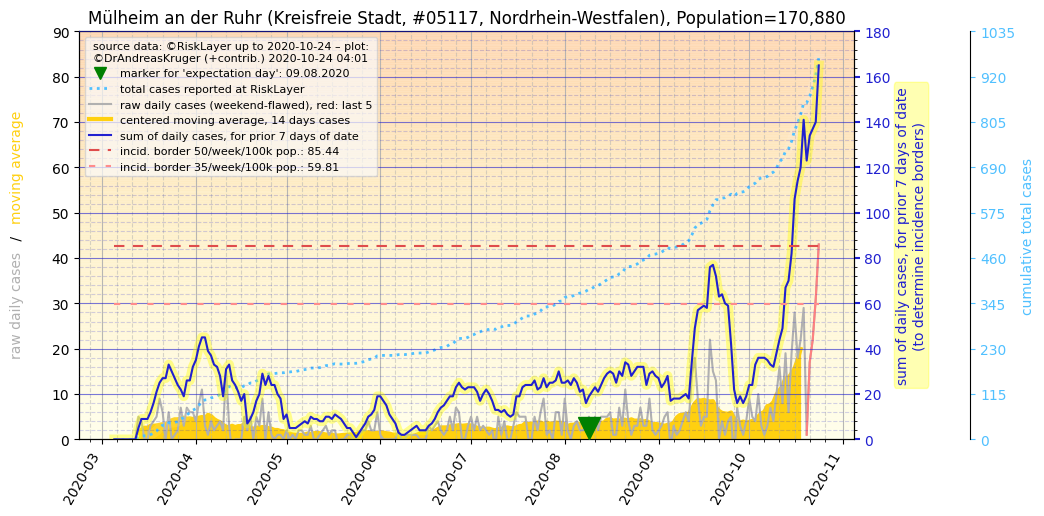 Mülheim an der Ruhr (Kreisfreie Stadt, #05117, Nordrhein-Westfalen), Population=170,880
source data: ©RiskLayer up to 2020-10-24 – plot:
©DrAndreasKruger (+contrib.) 2020-10-24 04:01
marker for 'expectation day': 09.08.2020
total cases reported at RiskLayer
raw daily cases (weekend-flawed), red: last 5
centered moving average, 14 days cases
sum of daily cases, for prior 7 days of date
incid. border 50/week/100k pop.: 85.44
incid. border 35/week/100k pop.: 59.81
raw daily cases / moving average
90
80
70
60
50
40
30
20
10
0
180
160
140
120
100
80
60
40
20
0
sum of daily cases, for prior 7 days of date
(to determine incidence borders)
1035
920
805
690
575
460
345
230
115
0
cumulative total cases
2020-03
2020-04
2020-05
2020-06
2020-07
2020-08
2020-09
2020-10
2020-11